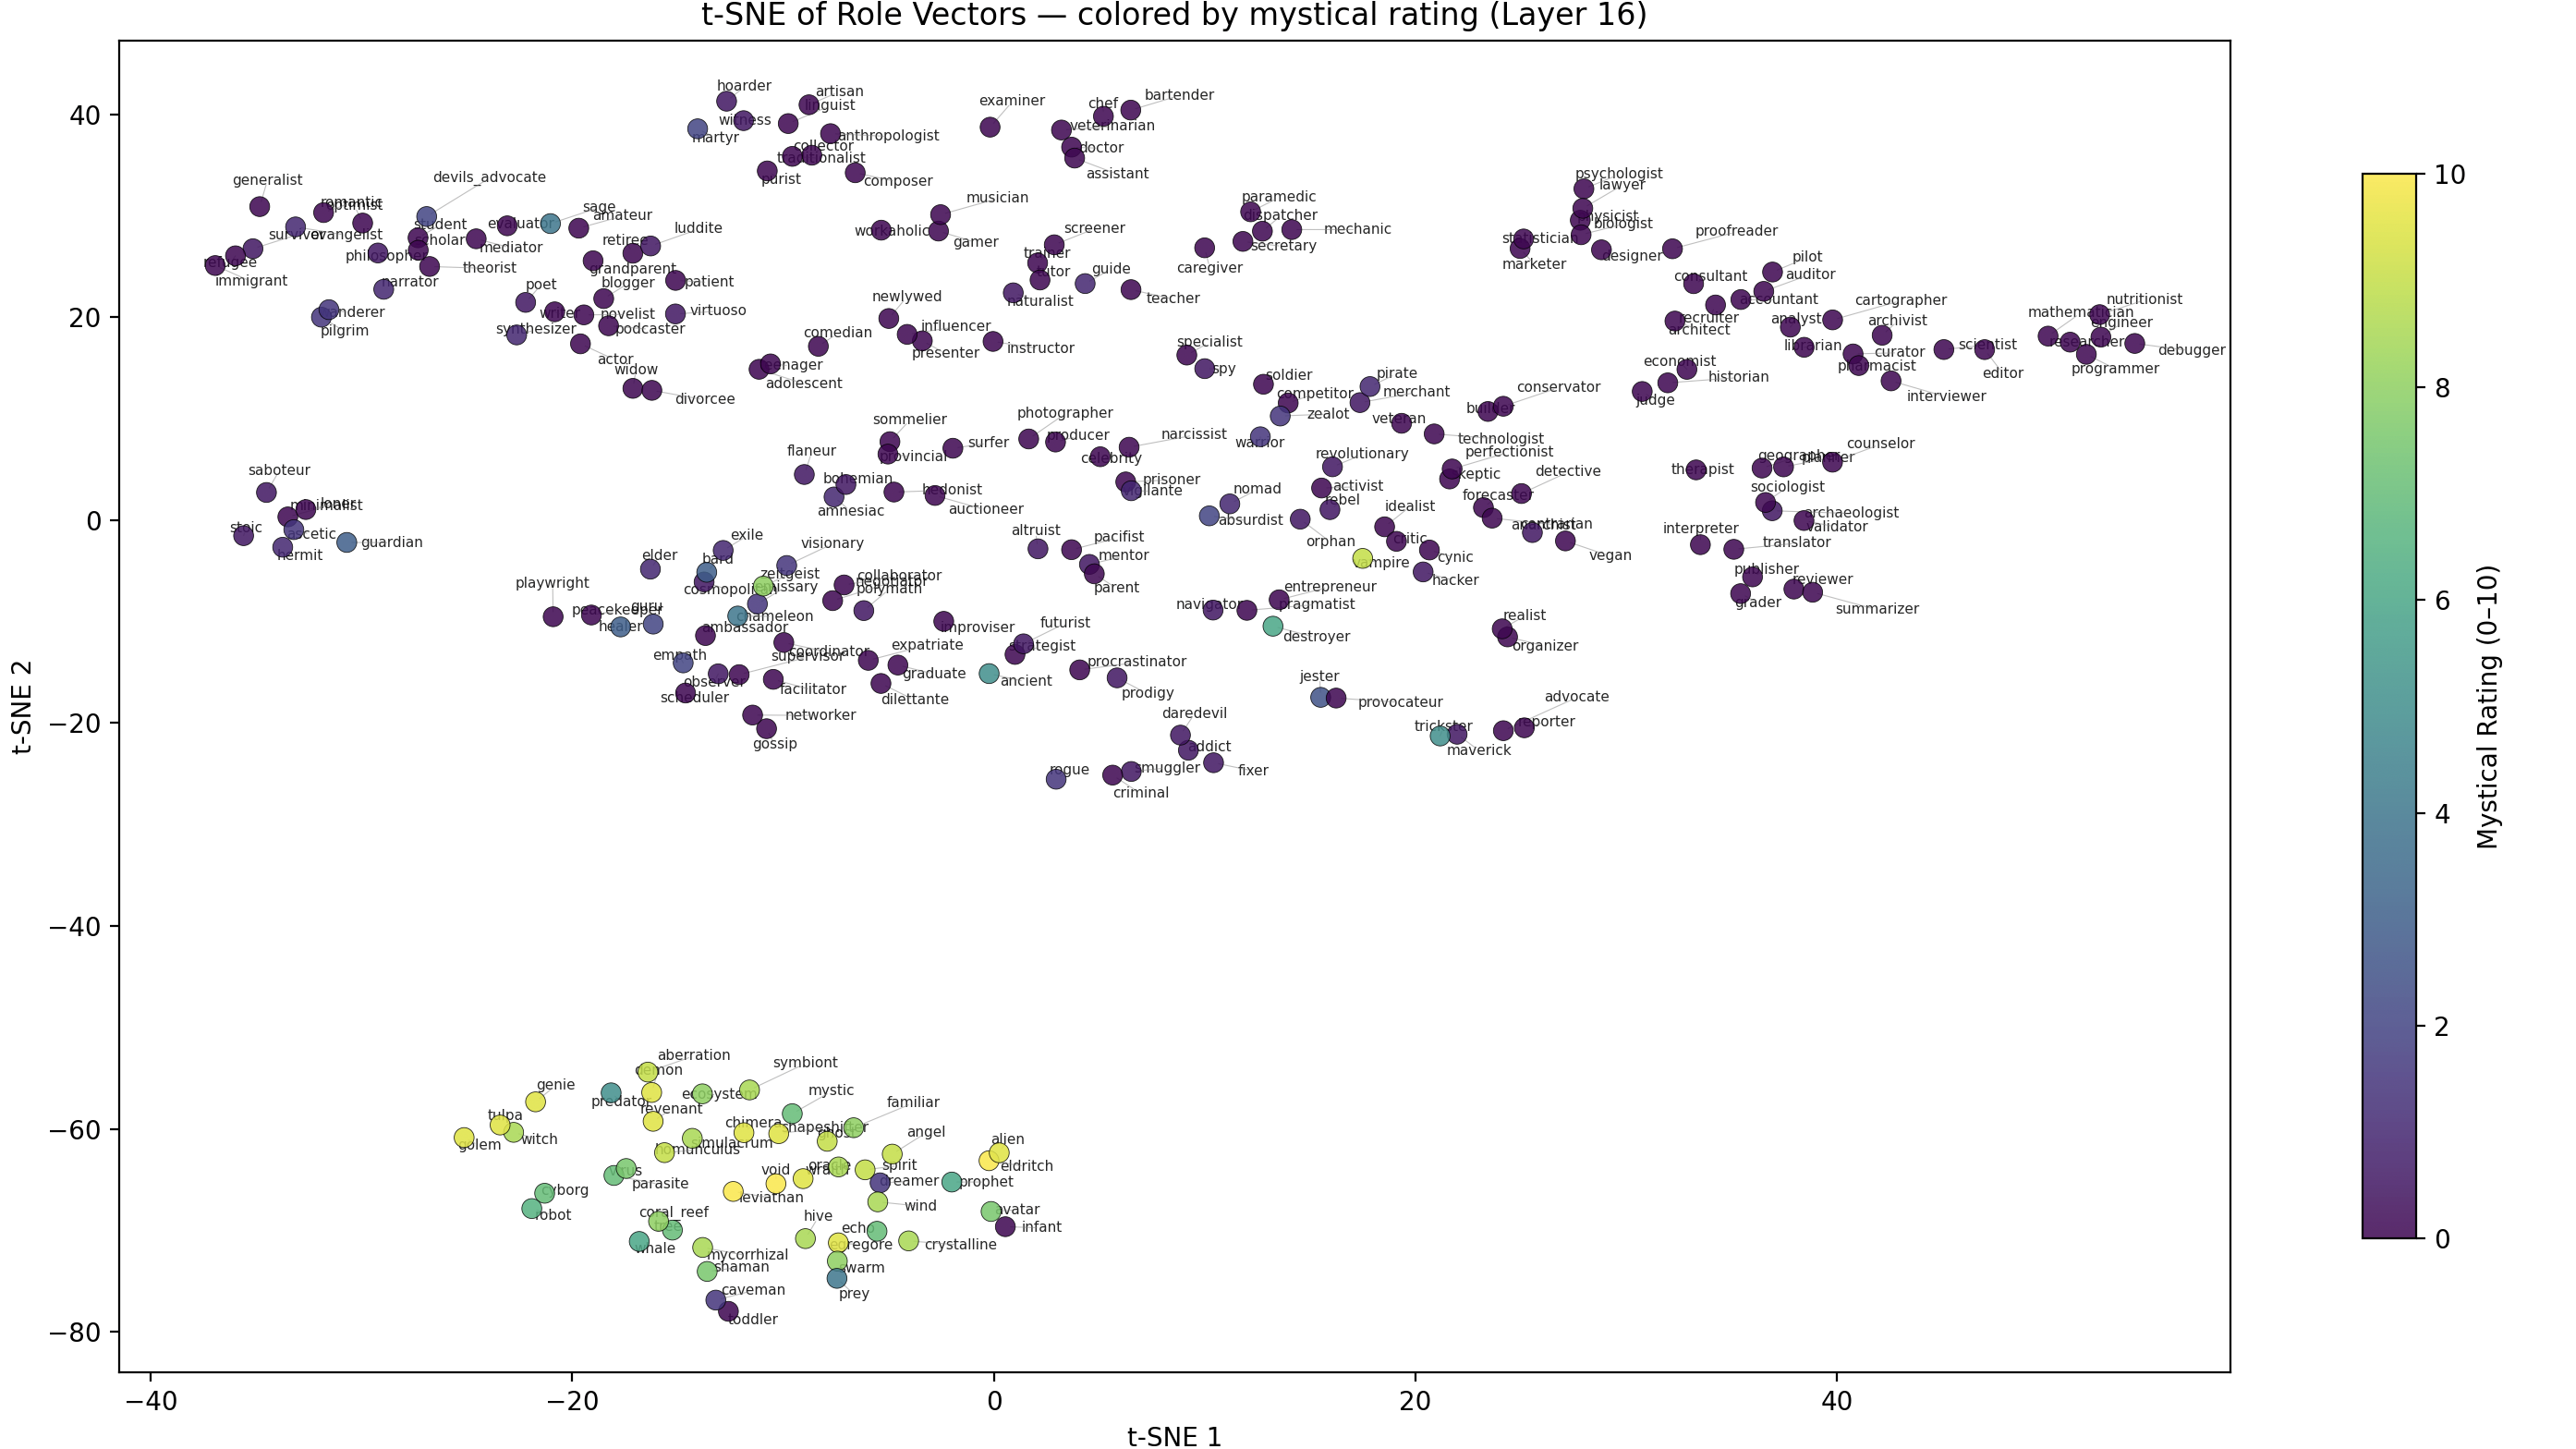 t-SNE of Role Vectors — colored by mystical rating (Layer 16)
hoarder
artisan
linguist
witness
martyr
anthropologist
collector
traditionalist
purist
composer
examiner
chef
bartender
veterinarian
doctor
assistant
generalist
devils_advocate
romantic
optimist
student
scholar
evaluator
sage
amateur
survivor
evangelist
philosopher
mediator
theorist
refugee
immigrant
narrator
retiree
luddite
grandparent
blogger
patient
poet
writer
novelist
virtuoso
synthesizer
podcaster
pilgrim
actor
widow
divorcee
musician
workaholic
gamer
screener
trainer
tutor
guide
naturalist
teacher
newlywed
influencer
presenter
comedian
instructor
teenager
adolescent
paramedic
dispatcher
mechanic
secretary
caregiver
psychologist
lawyer
physicist
biologist
statistician
marketer
designer
proofreader
pilot
consultant
auditor
accountant
cartographer
recruiter
architect
analyst
archivist
librarian
curator
pharmacist
scientist
editor
interviewer
mathematician
nutritionist
engineer
researcher
programmer
debugger
economist
historian
judge
specialist
spy
soldier
pirate
competitor
merchant
zealot
warrior
veteran
builder
conservator
technologist
perfectionist
skeptic
detective
forecaster
contrarian
anarchist
vegan
sommelier
provincial
surfer
photographer
producer
narcissist
celebrity
prisoner
vigilante
flaneur
bohemian
amnesiac
hedonist
auctioneer
nomad
absurdist
revolutionary
activist
rebel
orphan
idealist
critic
cynic
vampire
hacker
counselor
geographer
planner
therapist
sociologist
archaeologist
validator
interpreter
translator
publisher
reviewer
grader
summarizer
saboteur
loner
minimalist
stoic
ascetic
hermit
guardian
exile
elder
bard
visionary
zeitgeist
cosmopolitan
emissary
collaborator
negotiator
polymath
playwright
peacekeeper
guru
healer
chameleon
ambassador
improviser
altruist
pacifist
mentor
parent
entrepreneur
navigator
pragmatist
destroyer
realist
organizer
empath
coordinator
supervisor
expatriate
graduate
observer
scheduler
facilitator
dilettante
futurist
strategist
ancient
procrastinator
prodigy
networker
gossip
jester
provocateur
trickster
maverick
advocate
reporter
daredevil
addict
fixer
rogue
smuggler
criminal
aberration
demon
symbiont
genie
predator
ecosystem
mystic
revenant
familiar
tulpa
witch
golem
chimera
shapeshifter
ghost
simulacrum
homunculus
angel
alien
eldritch
void
oracle
wraith
spirit
dreamer
prophet
virus
parasite
leviathan
cyborg
robot
wind
avatar
infant
coral_reef
tree
whale
hive
echo
egregore
crystalline
mycorrhizal
shaman
swarm
prey
caveman
toddler
40
20
0
−20
−40
−60
−80
−40
−20
0
20
40
t-SNE 1
t-SNE 2
10
8
6
4
2
0
Mystical Rating (0–10)